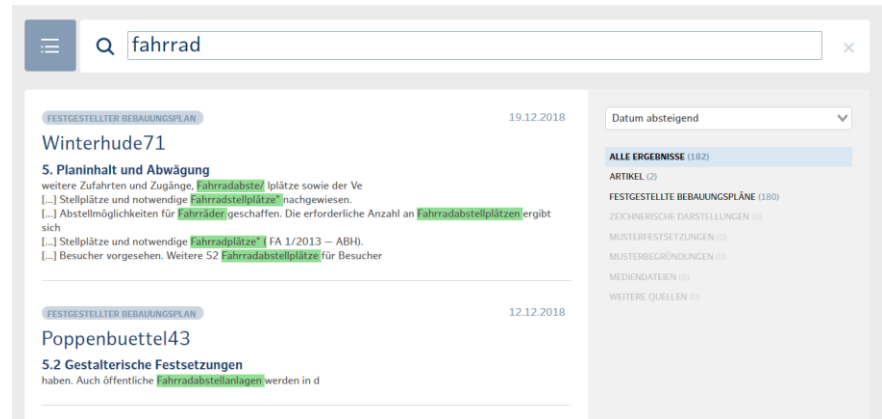 fahrrad
FESTGESTELLTER BEBAUUNGSPLAN
19.12.2018
Winterhude71
5. Planinhalt und Abwägung
weitere Zufahrten und Zugänge, Fahrradabste/ lplätze sowie der Ve
[...] Stellplätze und notwendige Fahrradstellplätze" nachgewiesen.
[...] Abstellmöglichkeiten für Fahrräder geschaffen. Die erforderliche Anzahl an Fahrradabstellplätzen ergibt
sich
[...] Stellplätze und notwendige Fahrradplätze" ( FA 1/2013 — ABH).
[...] Besucher vorgesehen. Weitere 52 Fahrradabstellplätze für Besucher
FESTGESTELLTER BEBAUUNGSPLAN
12.12.2018
Poppenbuettel43
5.2 Gestalterische Festsetzungen
haben. Auch öffentliche Fahrradabstellanlagen werden in d
Datum absteigend
ALLE ERGEBNISSE (182)
ARTIKEL (2)
FESTGESTELLTE BEBAUUNGSPLÄNE (180)
ZEICHNERISCHE DARSTELLUNGEN (0)
MUSTERFESTSETZUNGEN (0)
MUSTERBEGRÜNDUNGEN (0)
MEDIENDATEIEN (0)
WEITERE QUELLEN (0)